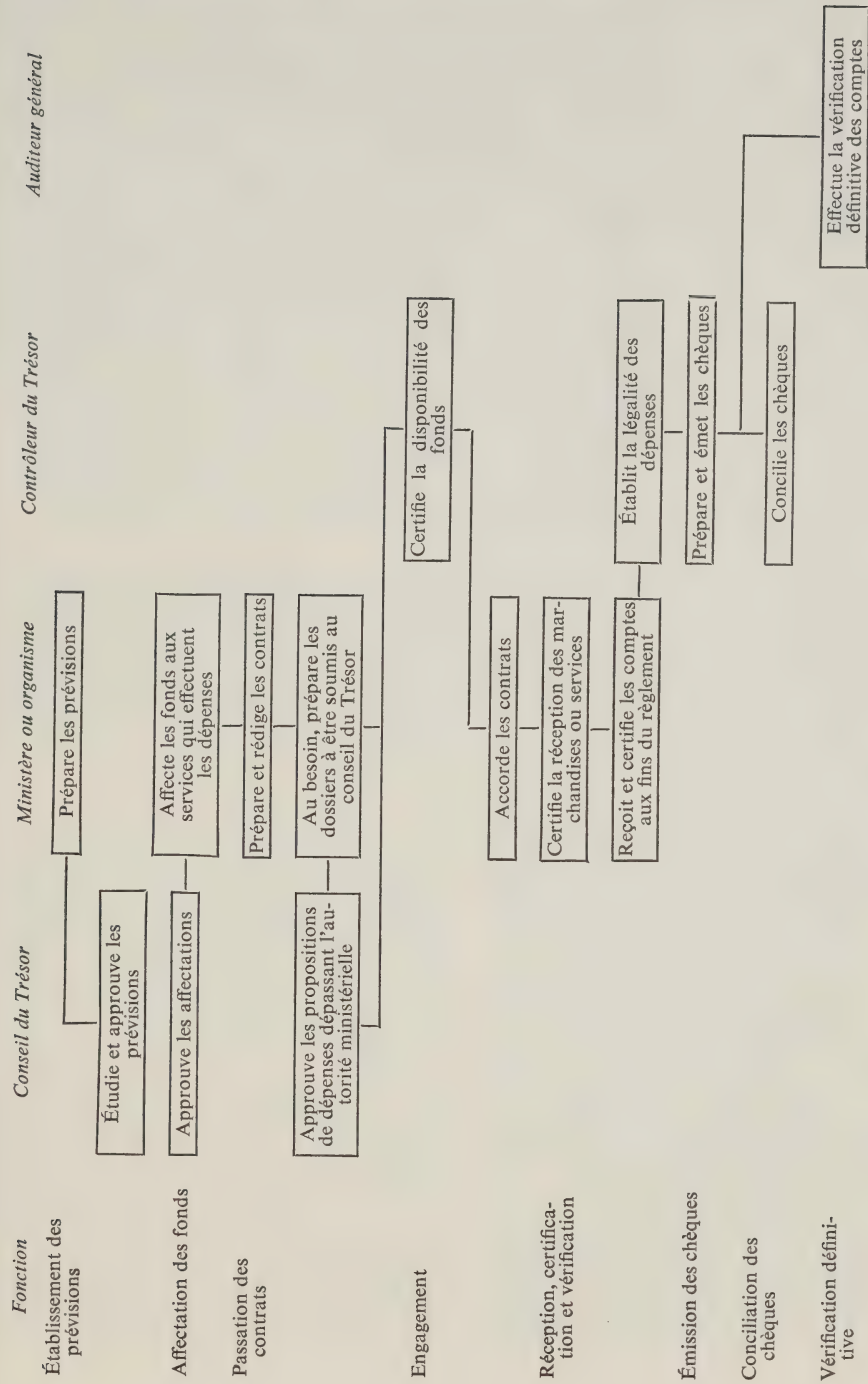 Fonction
Conseil du Trésor
Ministère ou organisme
Contrôleur du Trésor
Auditeur général
Établissement des
prévisions
Prépare les prévisions
Étudie et approuve les
prévisions
Affectation des fonds
Approuve les affectations
Affecte les fonds aux
services qui effectuent
les dépenses
Passation des
contrats
Prépare et rédige les contrats
Approuve les propositions
de dépenses dépassant l'au-
torité ministérielle
Au besoin, prépare les
dossiers à être soumis au
conseil du Trésor
Engagement
Certifie la disponibilité des
fonds
Accorde les contrats
Réception, certifica-
tion et vérification
Certifie la réception des mar-
chandises ou services
Reçoit et certifie les comptes
aux fins du règlement
Établit la légalité des
dépenses
Émission des chèques
Prépare et émet les chèques
Conciliation des
chèques
Concilie les chèques
Vérification défini-
tive
Effectue la vérification
définitive des comptes